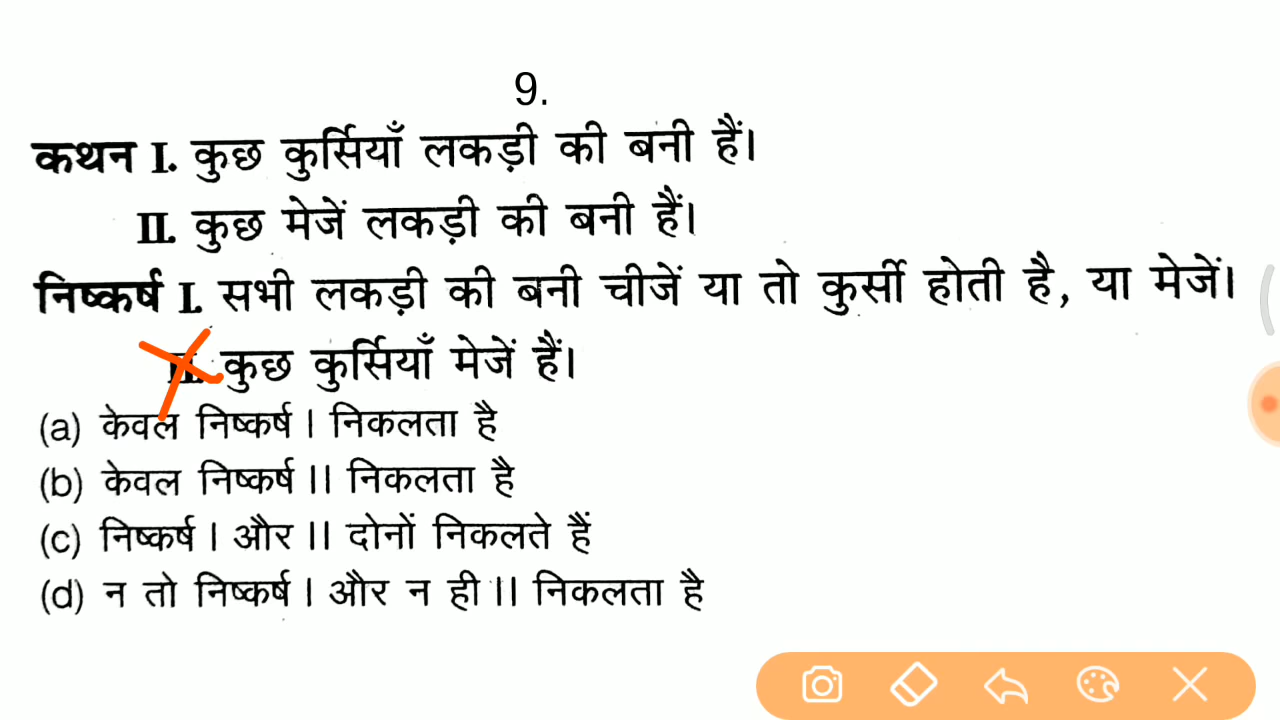 9.
कथन I. कुछ कुर्सियाँ लकड़ी की बनी हैं।
II. कुछ मेजें लकड़ी की बनी हैं।
निष्कर्ष I. सभी लकड़ी की बनी चीजें या तो कुर्सी होती है, या मेजें।
II. कुछ कुर्सियाँ मेजें हैं।
(a) केवल निष्कर्ष I निकलता है
(b) केवल निष्कर्ष II निकलता है
(c) निष्कर्ष I और II दोनों निकलते हैं
(d) न तो निष्कर्ष I और न ही II निकलता है